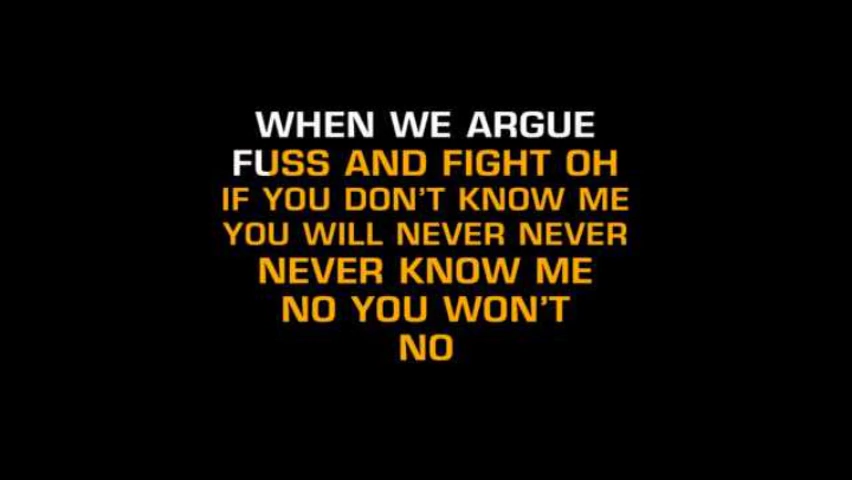 WHEN WE ARGUE
FUSS AND FIGHT OH
IF YOU DON'T KNOW ME
YOU WILL NEVER NEVER
NEVER KNOW ME
NO YOU WON'T
NO